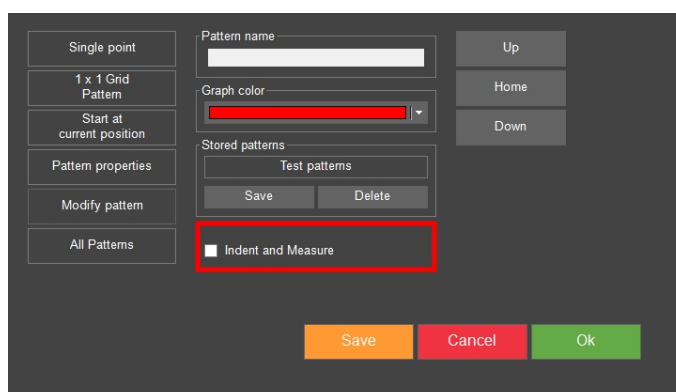 Single point
1 x 1 Grid
Pattern
Start at
current position
Pattern properties
Modify pattern
All Patterns
Pattern name
Graph color
Stored patterns
Test patterns
Save
Delete
Indent and Measure
Up
Home
Down
Save
Cancel
Ok